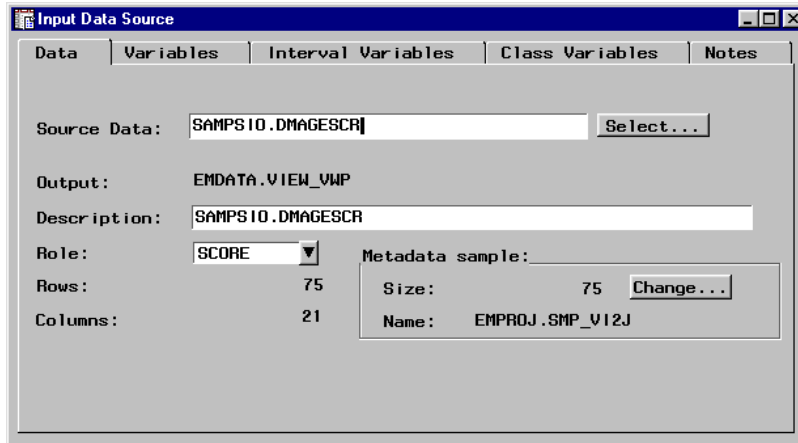 Input Data Source
Data Variables Interval Variables Class Variables Notes
Source Data: SAMPSIO.DMAGESCR Select...
Output: EMDATA.VIEW_VWP
Description: SAMPSIO.DMAGESCR
Role: SCORE Metadata sample:
Rows: 75 Size: 75 Change...
Columns: 21 Name: EMPROJ.SMP_VI2J